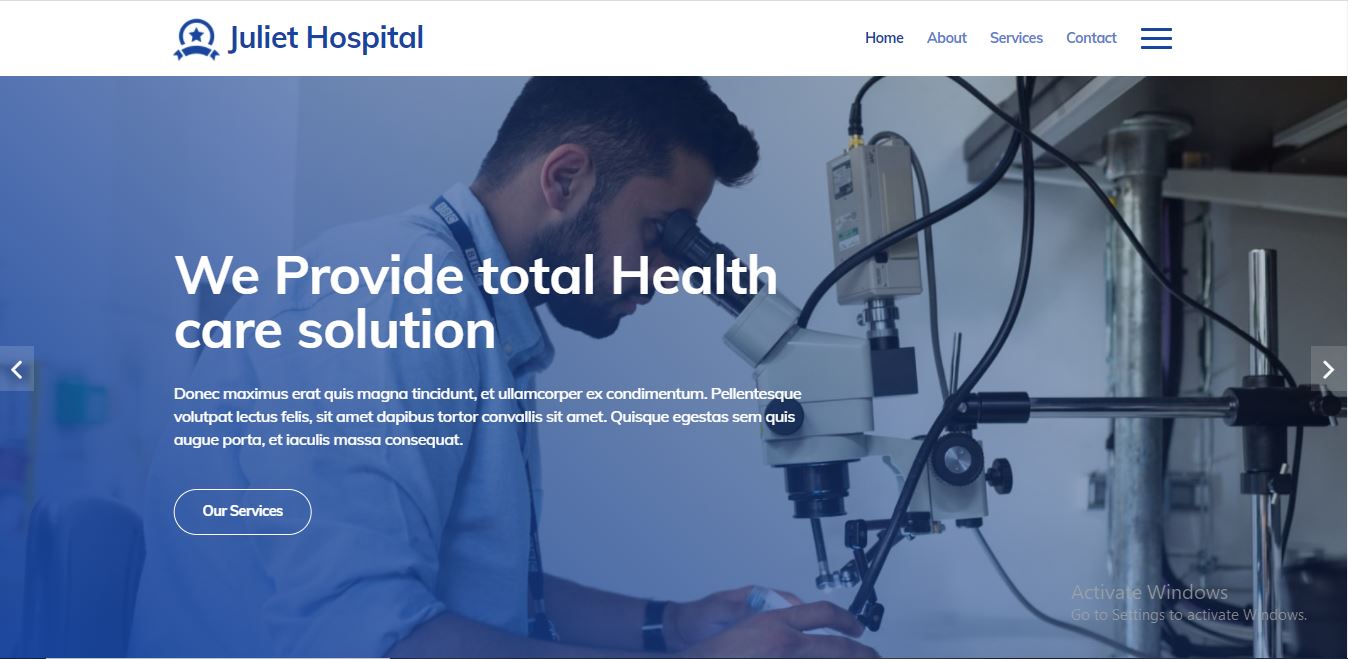 Juliet Hospital
Home About Services Contact
We Provide total Health
care solution
Donec maximus erat quis magna tincidunt, et ullamcorper ex condimentum. Pellentesque
volutpat lectus felis, sit amet dapibus tortor convallis sit amet. Quisque egestas sem quis
augue porta, et iaculis massa consequat.
Our Services
Activate Windows
Go to Settings to activate Windows.